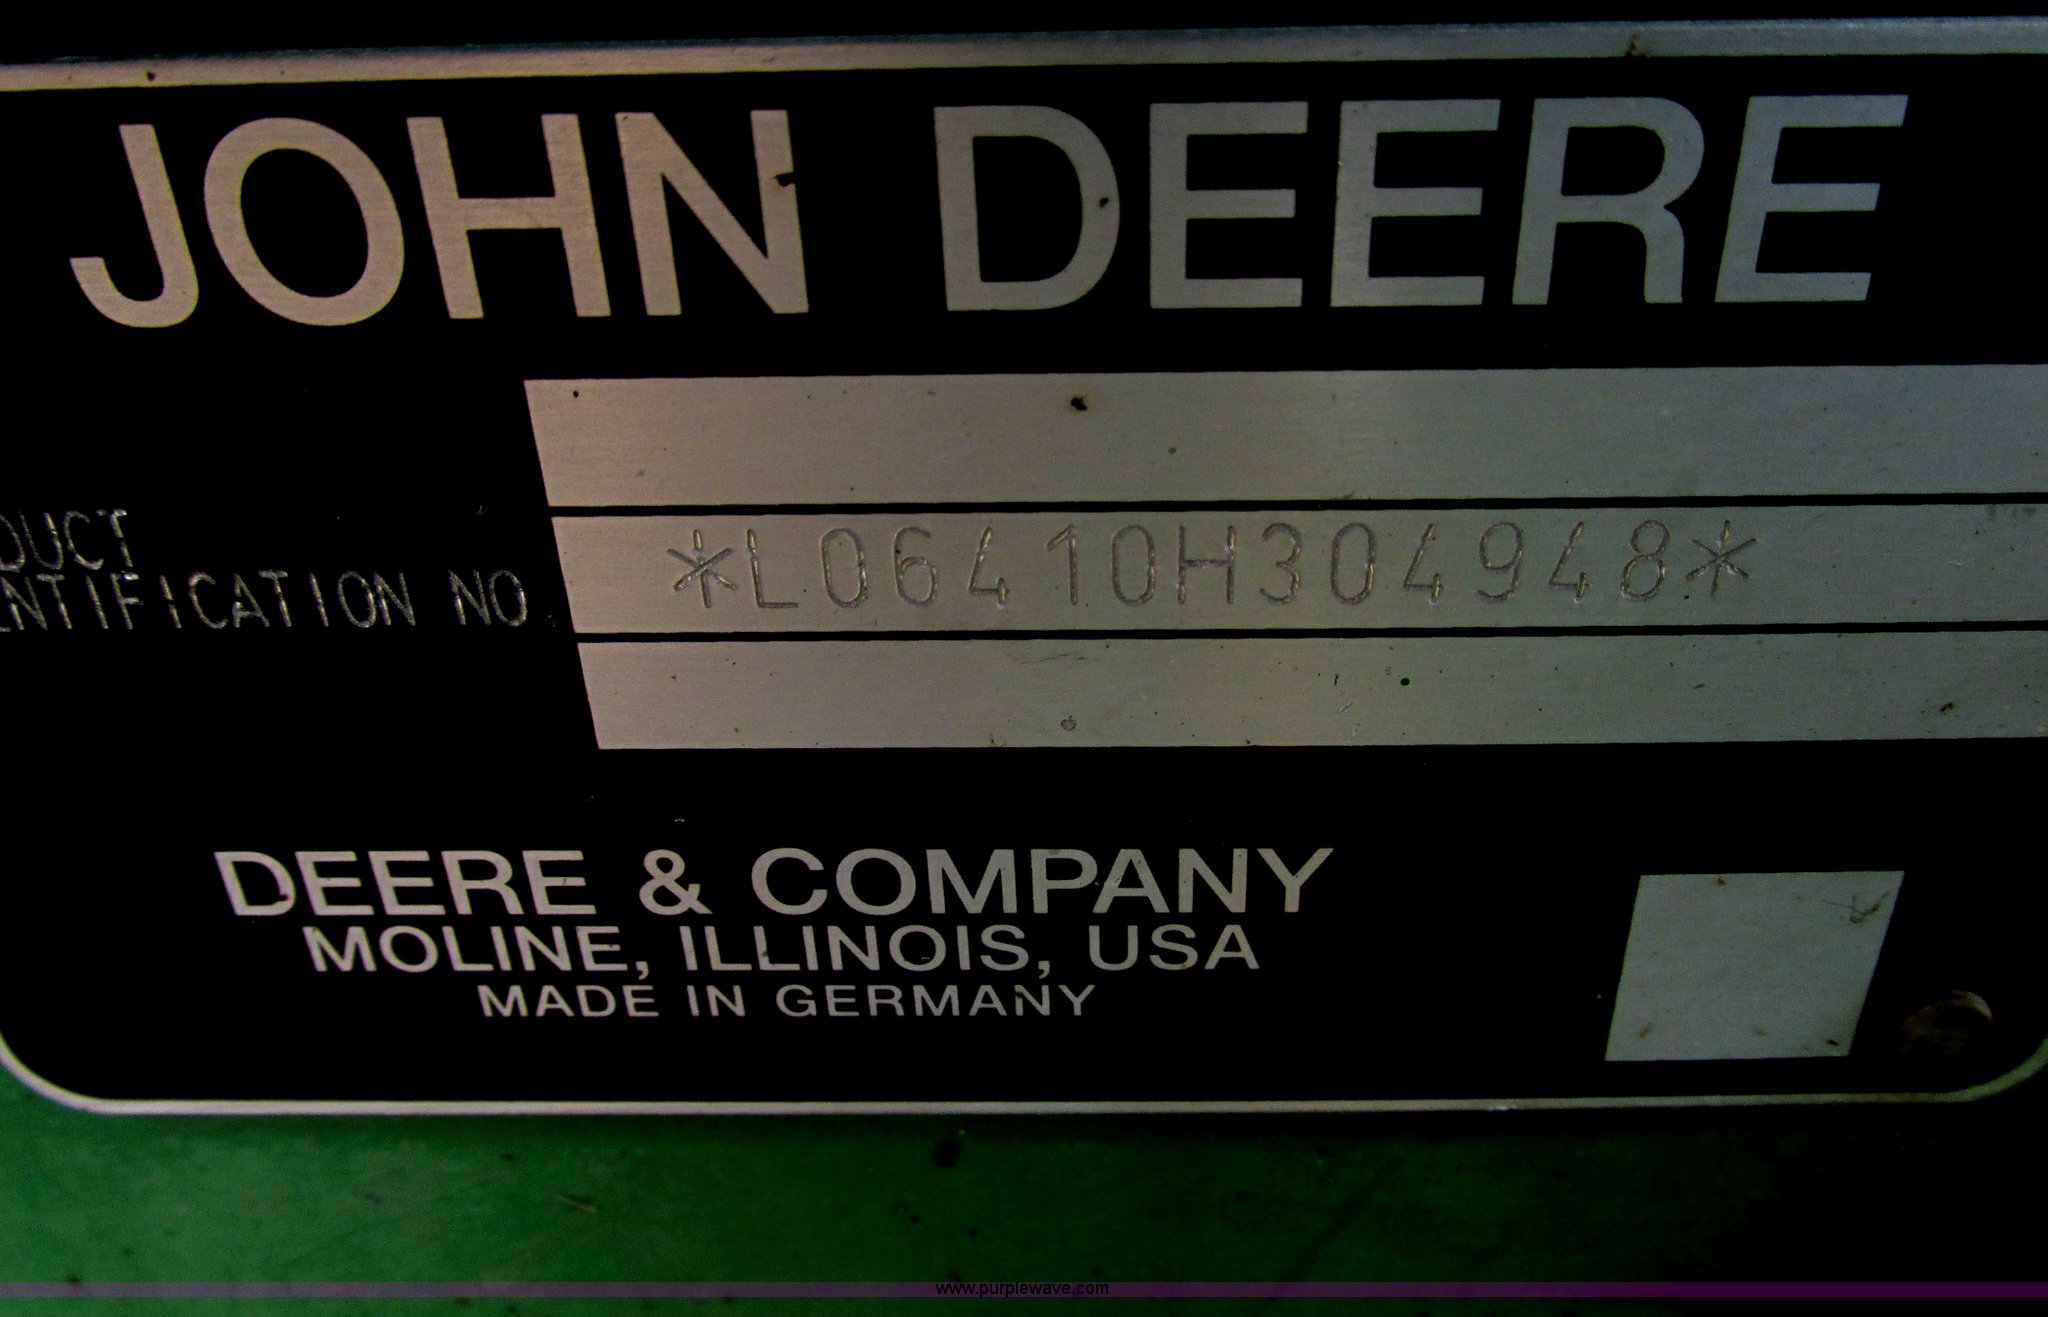 JOHN DEERE
DUCT
NTIFICATION NO.
*L06410H304948*
DEERE & COMPANY
MOLINE, ILLINOIS, USA
MADE IN GERMANY
www.purplewave.com